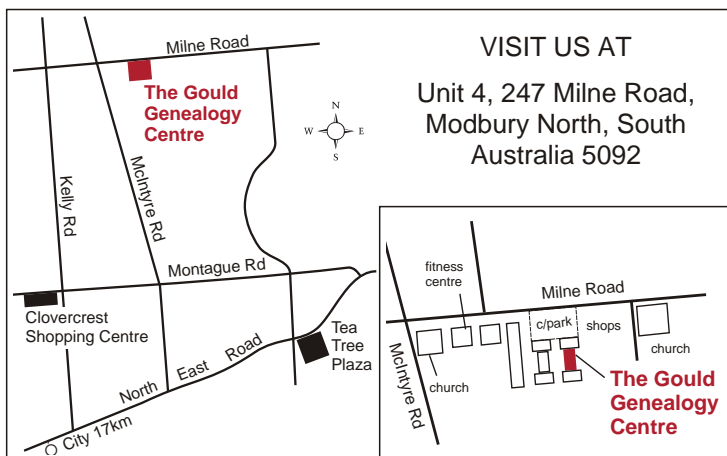 Milne Road
The Gould
Genealogy
Centre
N
W E
S
Kelly Rd
McIntyre Rd
Montague Rd
Clovercrest
Shopping Centre
Tea
Tree
Plaza
North East Road
City 17km
VISIT US AT
Unit 4, 247 Milne Road,
Modbury North, South
Australia 5092
fitness
centre
Milne Road
c/park
shops
church
church
McIntyre Rd
The Gould
Genealogy
Centre